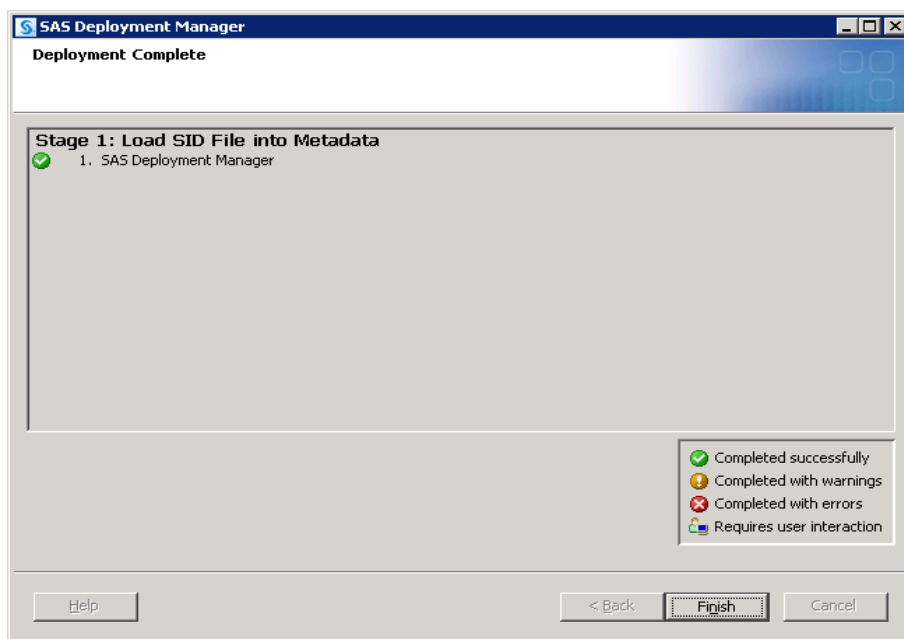 SAS Deployment Manager
Deployment Complete
Stage 1: Load SID File into Metadata
1. SAS Deployment Manager
Completed successfully
Completed with warnings
Completed with errors
Requires user interaction
Help
< Back
Finish
Cancel